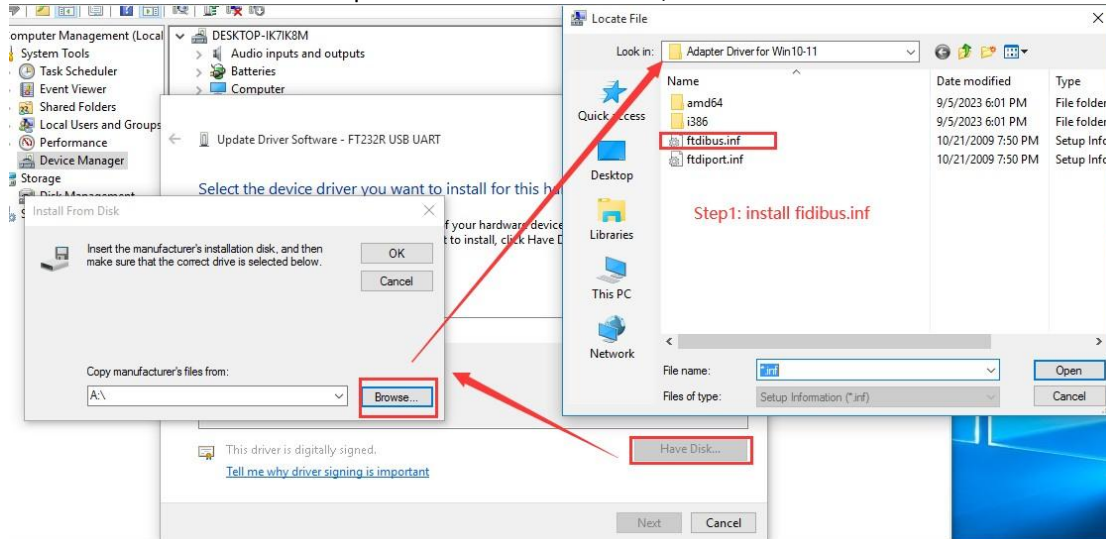 Computer Management (Local
System Tools
Task Scheduler
Event Viewer
Shared Folders
Local Users and Groups
Performance
Device Manager
Storage
DESKTOP-IK7IK8M
Audio inputs and outputs
Batteries
Computer
Update Driver Software - FT232R USB UART
Select the device driver you want to install for this
f your hardware device
t to install, click Have D
This driver is digitally signed.
Tell me why driver signing is important
Have Disk...
Next
Cancel
Install From Disk
Insert the manufacturer's installation disk, and then
make sure that the correct drive is selected below.
OK
Cancel
Copy manufacturer's files from:
A:\
Browse...
Locate File
Look in:
Adapter Driver for Win10-11
Name
Date modified
Type
amd64
9/5/2023 6:01 PM
File folder
i386
9/5/2023 6:01 PM
File folder
ftdibus.inf
10/21/2009 7:50 PM
Setup Info
ftdiport.inf
10/21/2009 7:50 PM
Setup Info
Quick access
Desktop
Libraries
This PC
Network
Step1: install fidibus.inf
File name:
*.inf
Open
Files of type:
Setup Information (*.inf)
Cancel